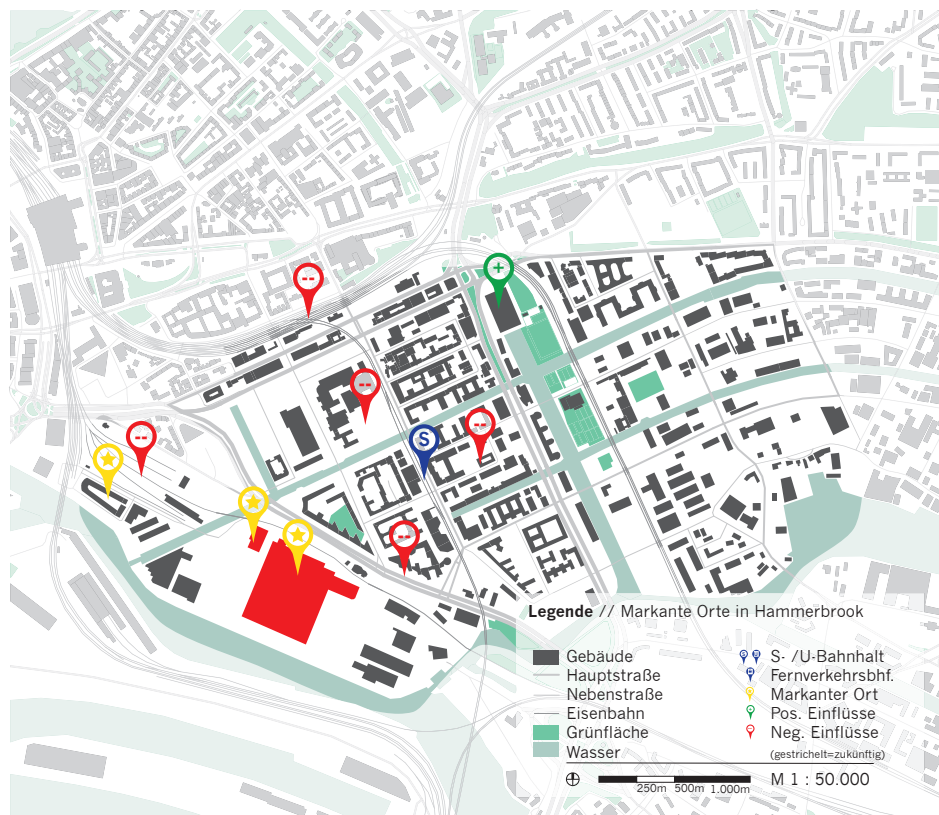 S
Legende // Markante Orte in Hammerbrook
Gebäude
Hauptstraße
Nebenstraße
Eisenbahn
Grünfläche
Wasser
S- /U-Bahnhalt
Fernverkehrsbhf.
Markanter Ort
Pos. Einflüsse
Neg. Einflüsse
(gestrichelt=zukünftig)
250m 500m 1.000m
M 1 : 50.000